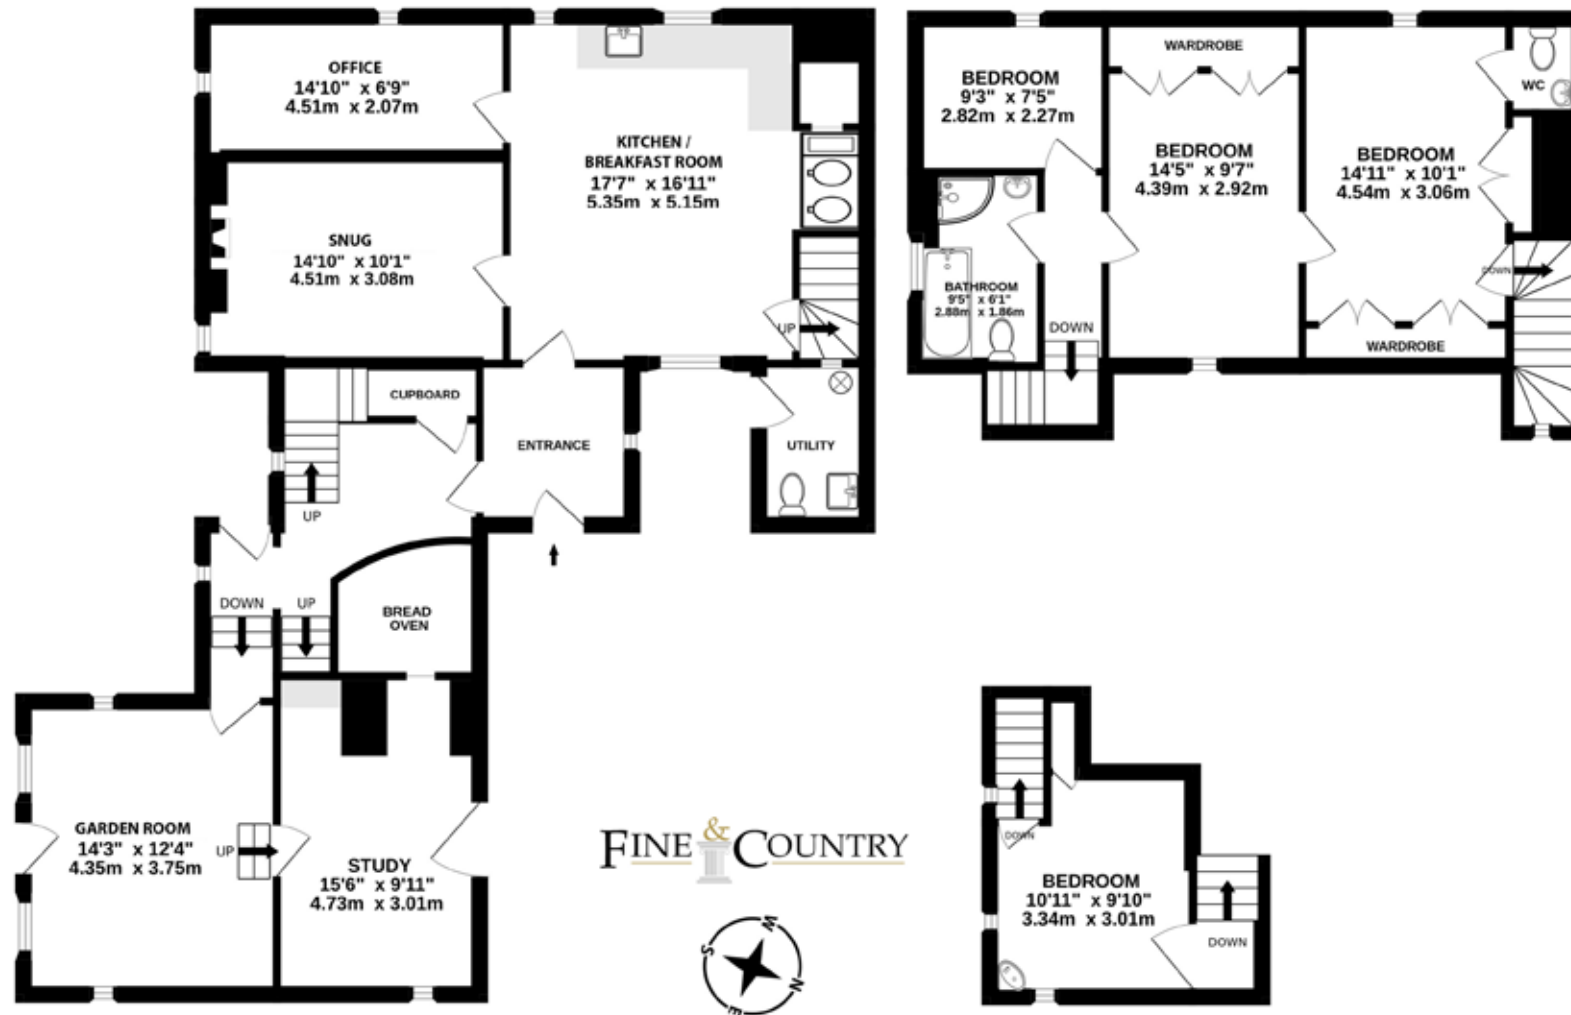 OFFICE
14'10" x 6'9"
4.51m x 2.07m
SNUG
14'10" x 10'1"
4.51m x 3.08m
KITCHEN /
BREAKFAST ROOM
17'7" x 16'11"
5.35m x 5.15m
UP
CUPBOARD
ENTRANCE
UTILITY
UP
DOWN
UP
BREAD
OVEN
GARDEN ROOM
14'3" x 12'4"
4.35m x 3.75m
UP
STUDY
15'6" x 9'11"
4.73m x 3.01m
BEDROOM
9'3" x 7'5"
2.82m x 2.27m
WARDROBE
BEDROOM
14'5" x 9'7"
4.39m x 2.92m
BEDROOM
14'11" x 10'1"
4.54m x 3.06m
WC
DOWN
BATHROOM
9'5" x 6'1"
2.88m x 1.86m
DOWN
WARDROBE
FINE & COUNTRY
W
S
N
E
DOWN
BEDROOM
10'11" x 9'10"
3.34m x 3.01m
DOWN